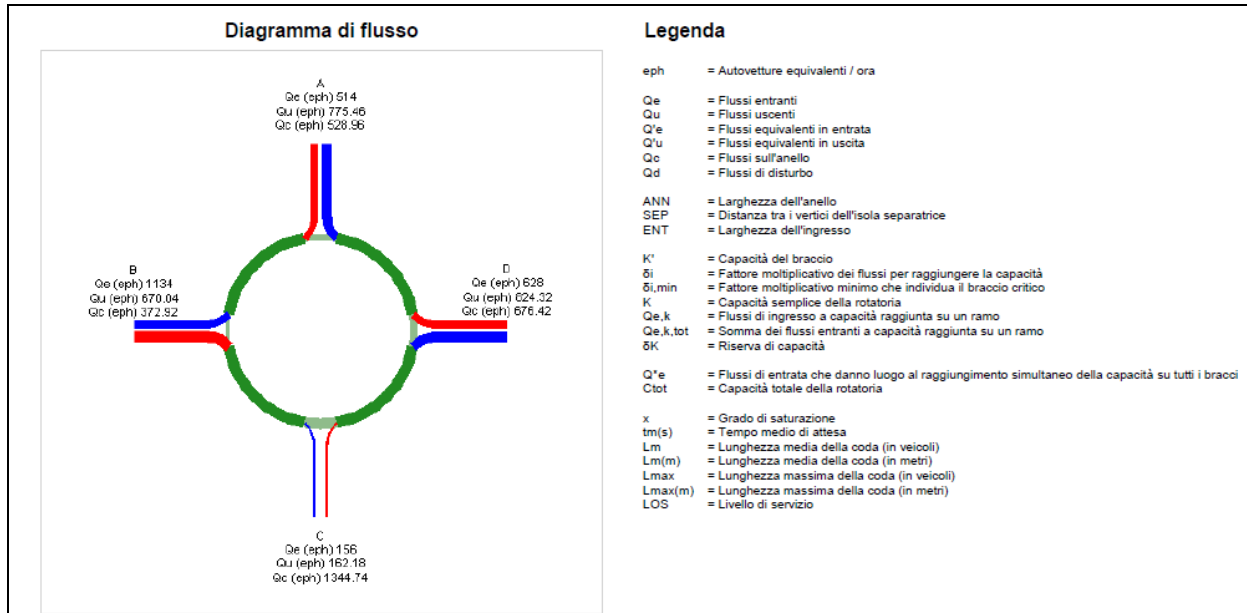 Diagramma di flusso
A
Qe (eph) 514
Qu (eph) 775.46
Qc (eph) 528.96
B
Qe (eph) 1134
Qu (eph) 670.04
Qc (eph) 372.92
D
Qe (eph) 628
Qu (eph) 624.32
Qc (eph) 676.42
C
Qe (eph) 156
Qu (eph) 162.18
Qc (eph) 1344.74
Legenda
eph = Autovetture equivalenti / ora
Qe = Flussi entranti
Qu = Flussi uscenti
Q'e = Flussi equivalenti in entrata
Q'u = Flussi equivalenti in uscita
Qc = Flussi sull'anello
Qd = Flussi di disturbo
ANN = Larghezza dell'anello
SEP = Distanza tra i vertici dell'isola separatrice
ENT = Larghezza dell'ingresso
K' = Capacità del braccio
δi = Fattore moltiplicativo dei flussi per raggiungere la capacità
δi,min = Fattore moltiplicativo minimo che individua il braccio critico
K = Capacità semplice della rotatoria
Qe,k = Flussi di ingresso a capacità raggiunta su un ramo
Qe,k,tot = Somma dei flussi entranti a capacità raggiunta su un ramo
δK = Riserva di capacità
Q"e = Flussi di entrata che danno luogo al raggiungimento simultaneo della capacità su tutti i bracci
Ctot = Capacità totale della rotatoria
x = Grado di saturazione
tm(s) = Tempo medio di attesa
Lm = Lunghezza media della coda (in veicoli)
Lm(m) = Lunghezza media della coda (in metri)
Lmax = Lunghezza massima della coda (in veicoli)
Lmax(m) = Lunghezza massima della coda (in metri)
LOS = Livello di servizio